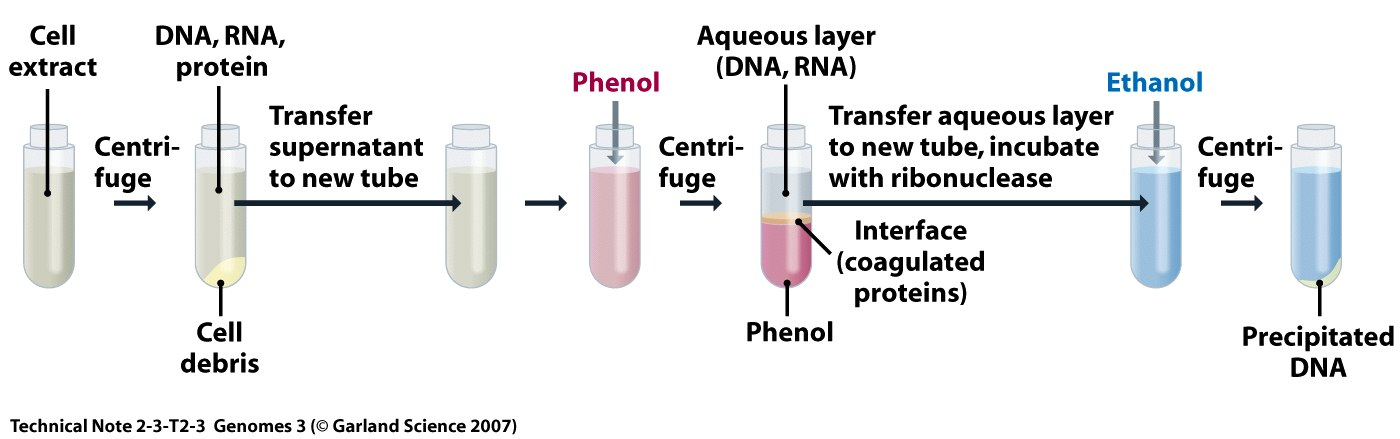 Cell
extract
DNA, RNA,
protein
Centri-
fuge
Transfer
supernatant
to new tube
Cell
debris
Phenol
Centri-
fuge
Aqueous layer
(DNA, RNA)
Transfer aqueous layer
to new tube, incubate
with ribonuclease
Interface
(coagulated
proteins)
Phenol
Ethanol
Centri-
fuge
Precipitated
DNA
Technical Note 2-3-T2-3 Genomes 3 (© Garland Science 2007)